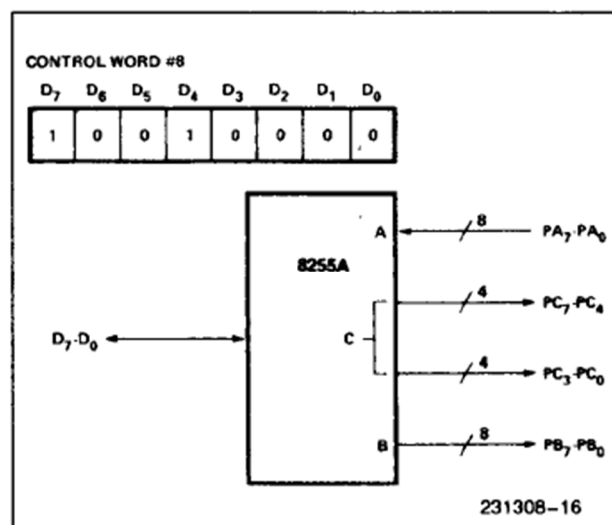 CONTROL WORD #8
D7 D6 D5 D4 D3 D2 D1 D0
1 0 0 1 0 0 0 0
A 8 PA7-PA0
8255A
4 PC7-PC4
D7-D0 C
4 PC3-PC0
B 8 PB7-PB0
231308-16